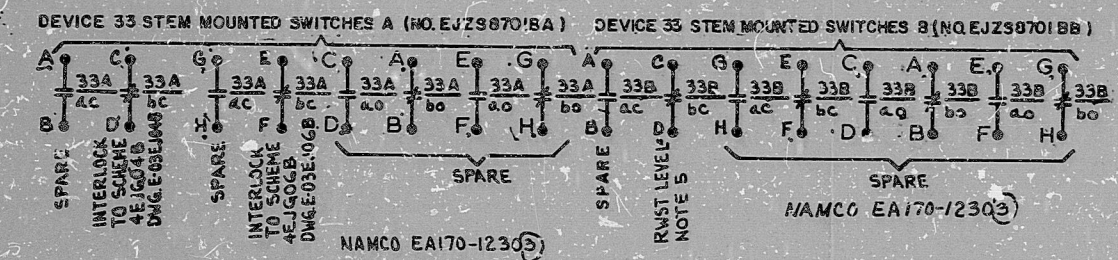 DEVICE 33 STEM MOUNTED SWITCHES A (NO. EJZS8701BA)
DEVICE 33 STEM MOUNTED SWITCHES B (NO. EJZS8701BB)
A C G E C A E G A C G E C A E G
33A 33A 33A 33A 33A 33A 33A 33A 33B 33B 33B 33B 33B 33B 33B 33B
ac bc ac bc ao bo ao bo ac bc ac bc ao bo ao bo
B D H F D B F H B D H F D B F H
SPARE
INTERLOCK
TO SCHEME
4EJG04B
SPARE
INTERLOCK
TO SCHEME
4EJG06B
DWG.E-03EJ06B
SPARE
SPARE
RWST LEVEL
NOTE 5
SPARE
NAMCO EA170-12303
NAMCO EA170-12303